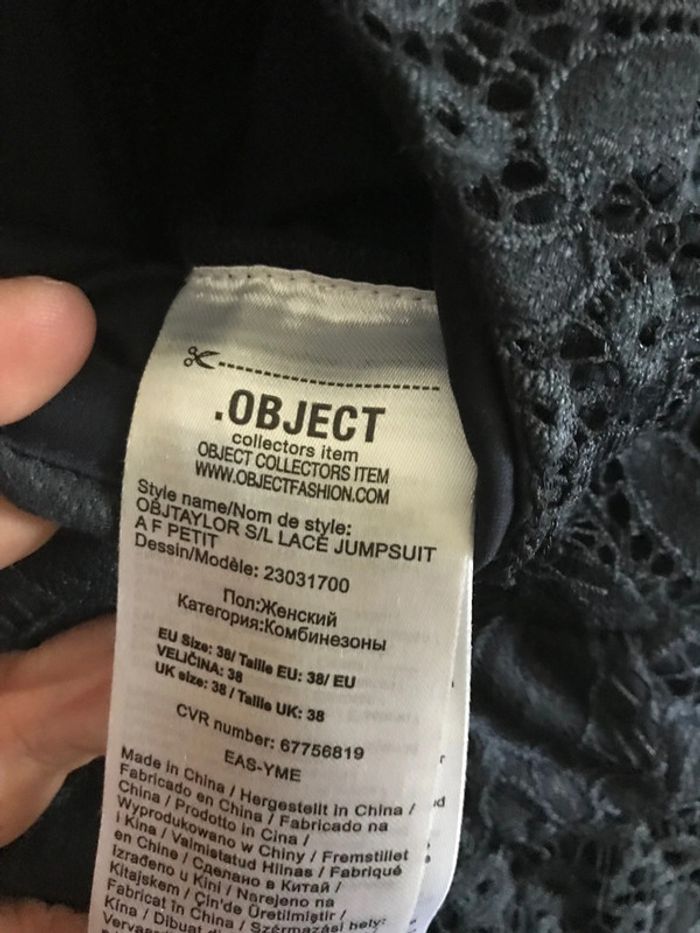 .OBJECT
collectors item
OBJECT COLLECTORS ITEM
WWW.OBJECTFASHION.COM
Style name/Nom de style:
OBJTAYLOR S/L LACE JUMPSUIT
A F PETIT
Dessin/Modèle: 23031700
Пол:Женский
Категория:Комбинезоны
EU Size: 38/ Taille EU: 38/ EU
VELIČINA: 38
UK size: 38 / Taille UK: 38
CVR number: 67756819
EAS-YME
Made in China / Hergestellt in China /
Fabricado en China / Fabricado na
China / Prodotto in Cina /
Wyprodukowano w Chiny / Fremstillet
i Kina / Valmistatud Hiinas / Fabriqué
en Chine / Сделано в Китай /
Izrađeno u Kini / Narejeno na
Kitajskem / Çin'de Üretilmiştir /
Fabricat în China / Származási hely:
Kína / Dibuat di